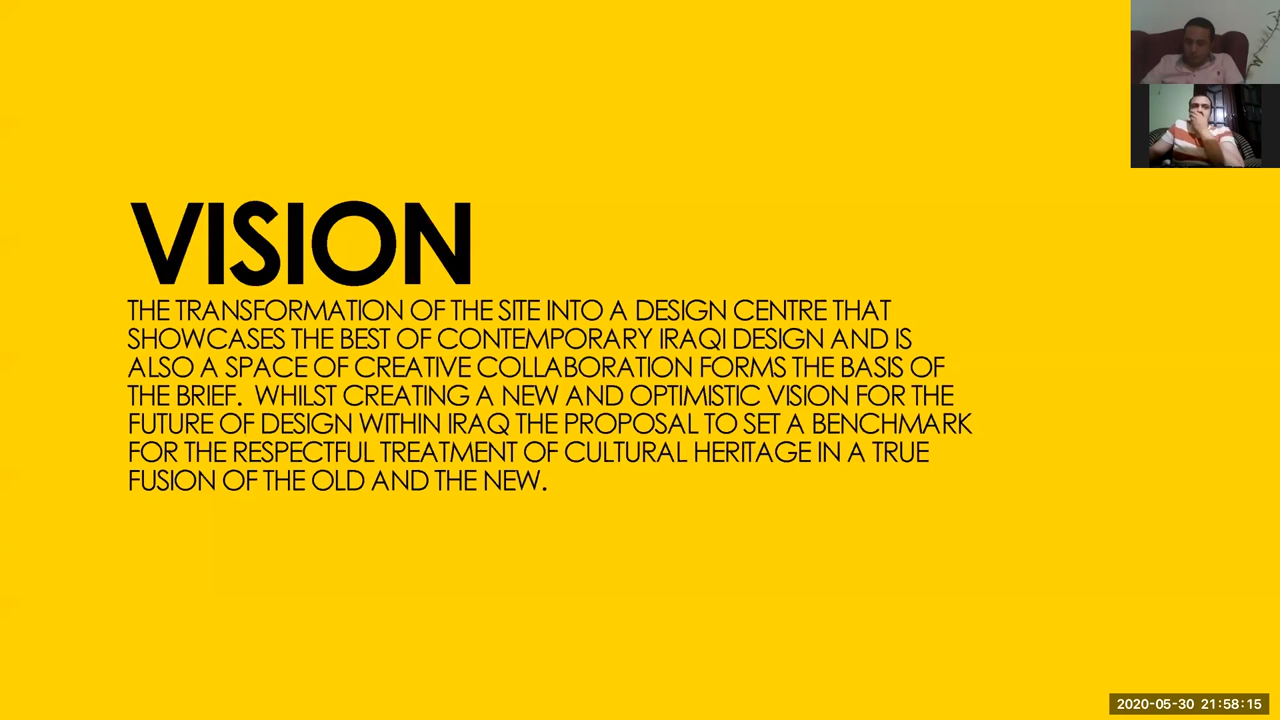 VISION
THE TRANSFORMATION OF THE SITE INTO A DESIGN CENTRE THAT
SHOWCASES THE BEST OF CONTEMPORARY IRAQI DESIGN AND IS
ALSO A SPACE OF CREATIVE COLLABORATION FORMS THE BASIS OF
THE BRIEF. WHILST CREATING A NEW AND OPTIMISTIC VISION FOR THE
FUTURE OF DESIGN WITHIN IRAQ THE PROPOSAL TO SET A BENCHMARK
FOR THE RESPECTFUL TREATMENT OF CULTURAL HERITAGE IN A TRUE
FUSION OF THE OLD AND THE NEW.
2020-05-30 21:58:15